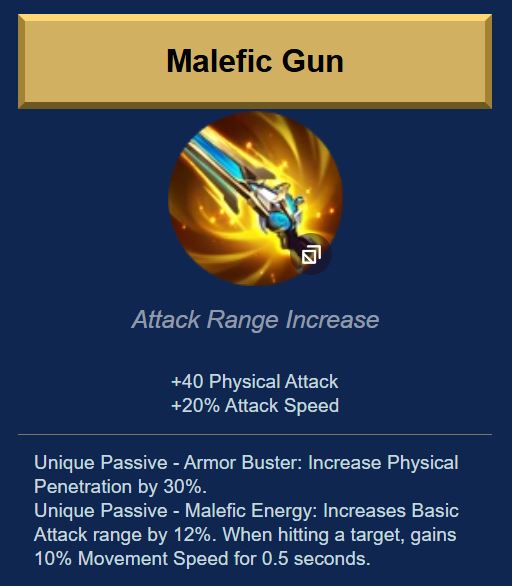 Malefic Gun
Attack Range Increase
+40 Physical Attack
+20% Attack Speed
Unique Passive - Armor Buster: Increase Physical
Penetration by 30%.
Unique Passive - Malefic Energy: Increases Basic
Attack range by 12%. When hitting a target, gains
10% Movement Speed for 0.5 seconds.